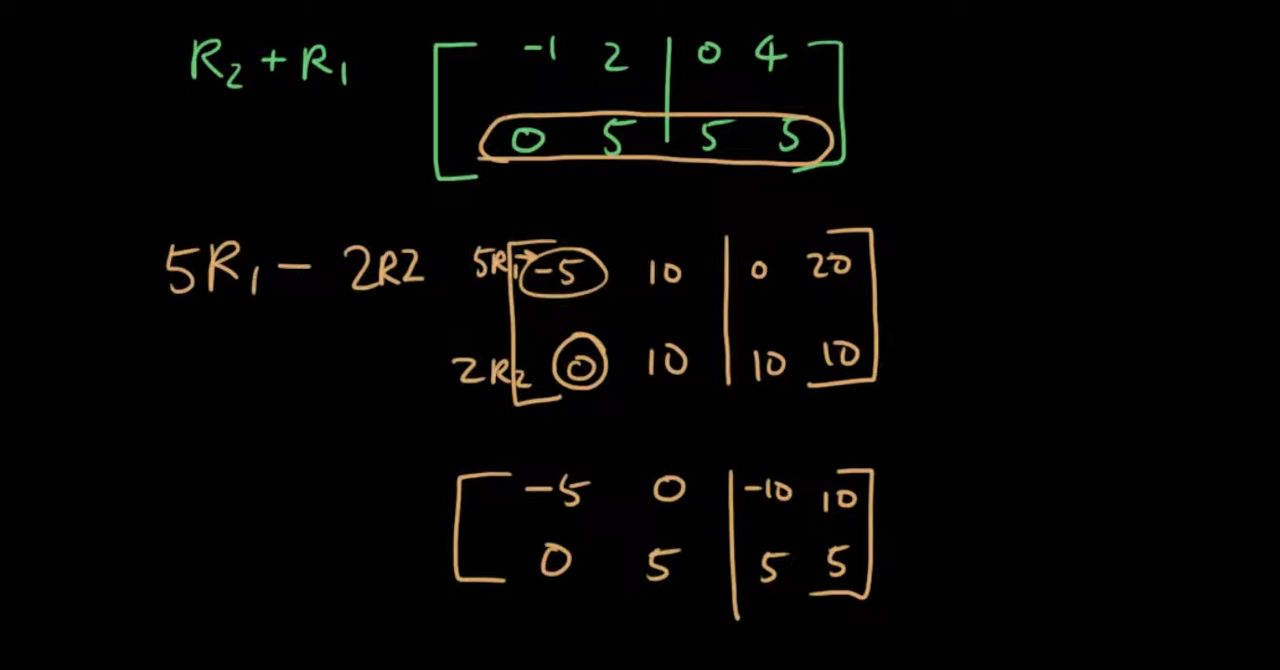 R₂ + R₁ [ -1 2 | 0 4 ]
[ 0 5 | 5 5 ]
5R₁ - 2R2 5R₁→ [ -5 10 | 0 20 ]
2R₂ [ 0 10 | 10 10 ]
[ -5 0 | -10 10 ]
[ 0 5 | 5 5 ]